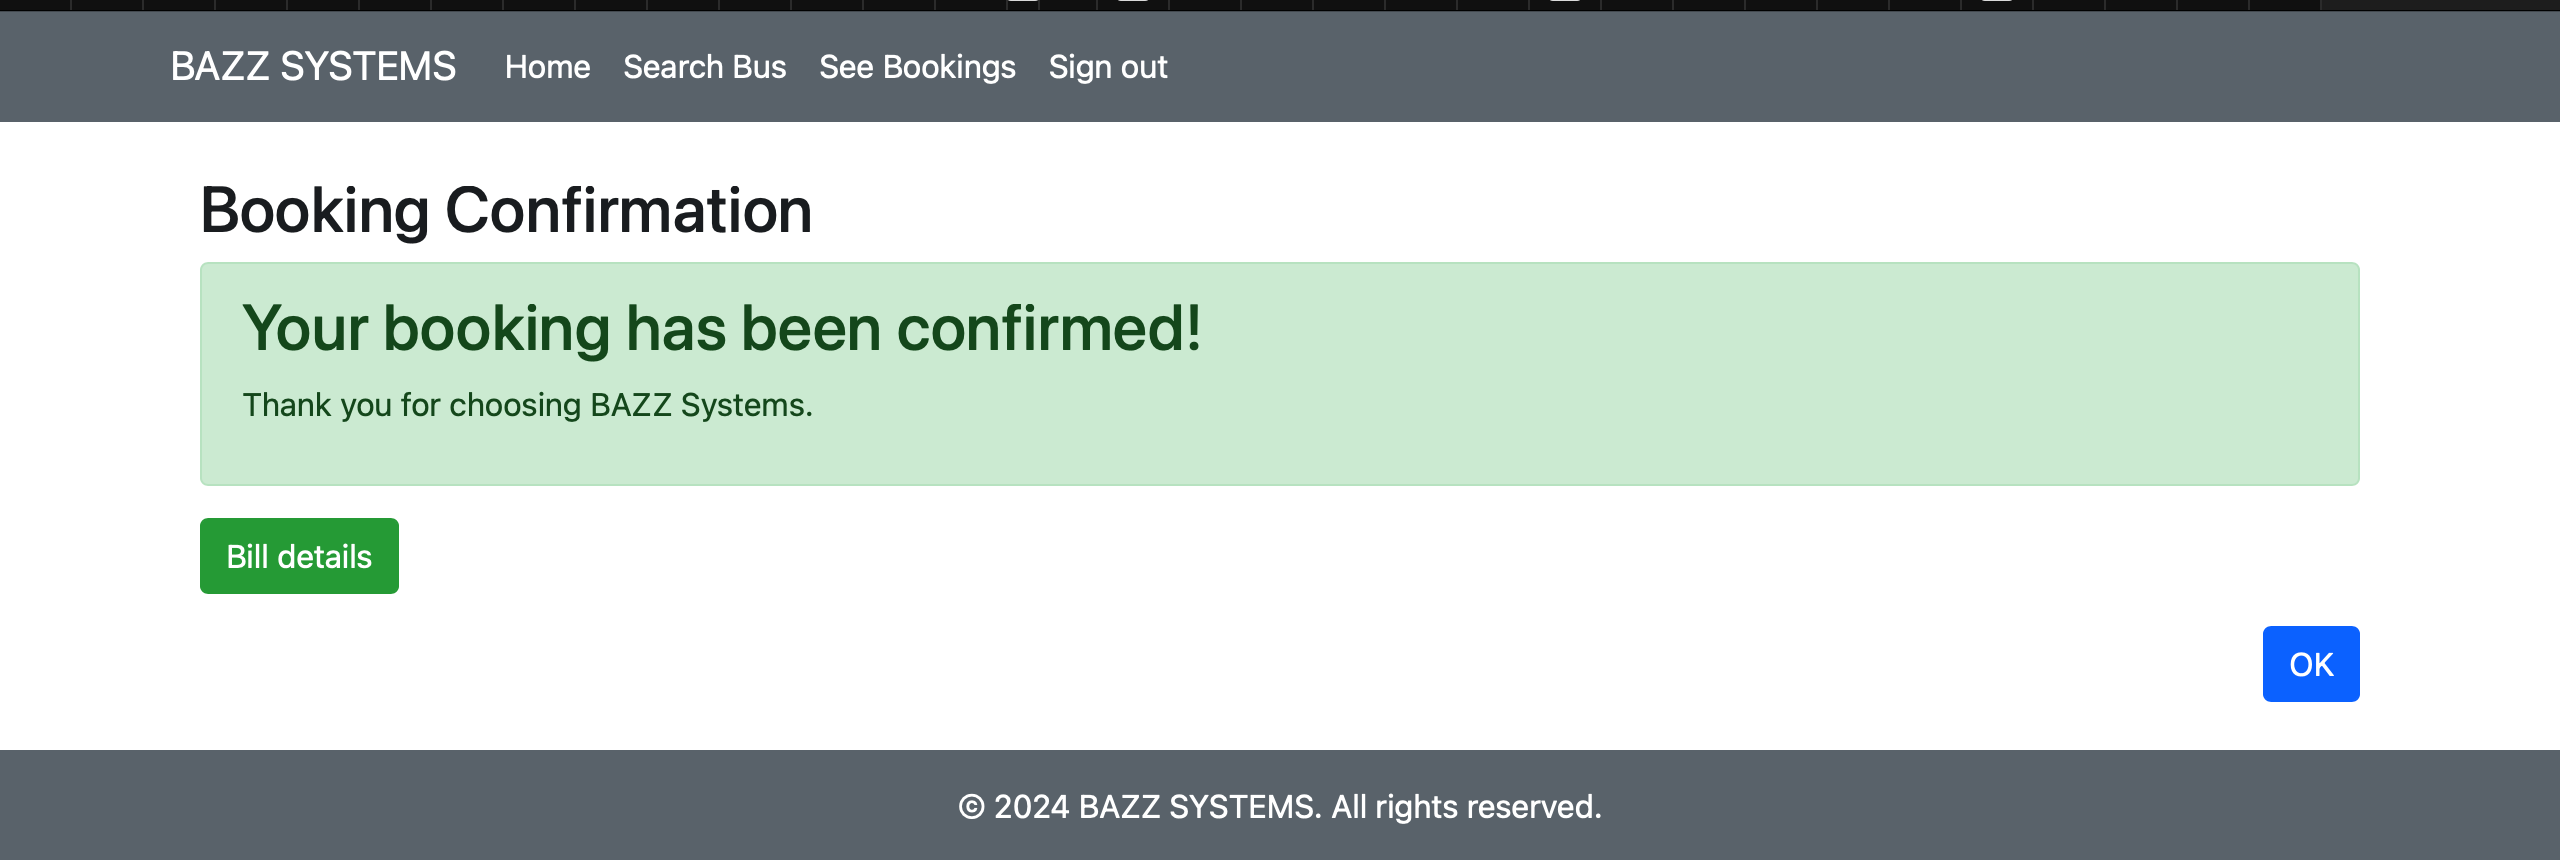 BAZZ SYSTEMS Home Search Bus See Bookings Sign out
Booking Confirmation
Your booking has been confirmed!
Thank you for choosing BAZZ Systems.
Bill details
OK
© 2024 BAZZ SYSTEMS. All rights reserved.